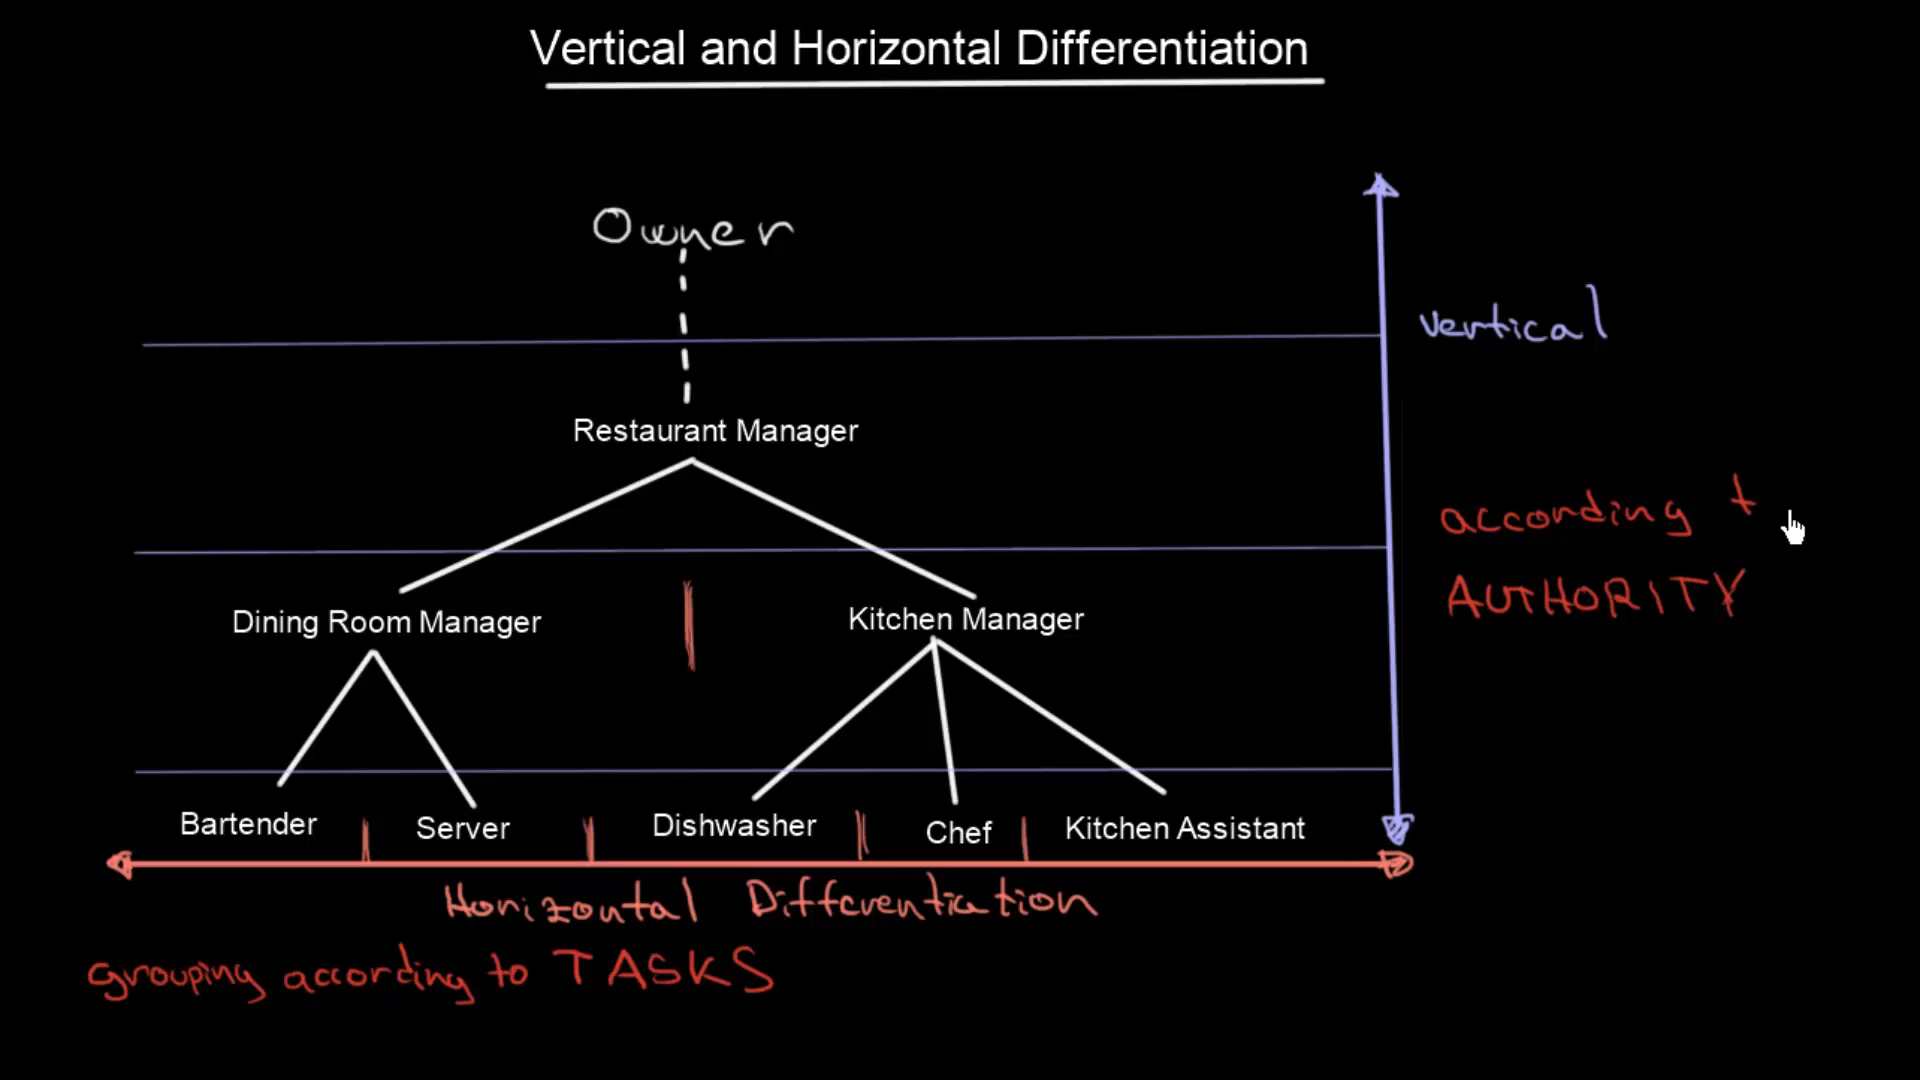 Vertical and Horizontal Differentiation
Owner
vertical
Restaurant Manager
according t
AUTHORITY
Dining Room Manager
Kitchen Manager
Bartender
Server
Dishwasher
Chef
Kitchen Assistant
Horizontal Differentiation
grouping according to TASKS